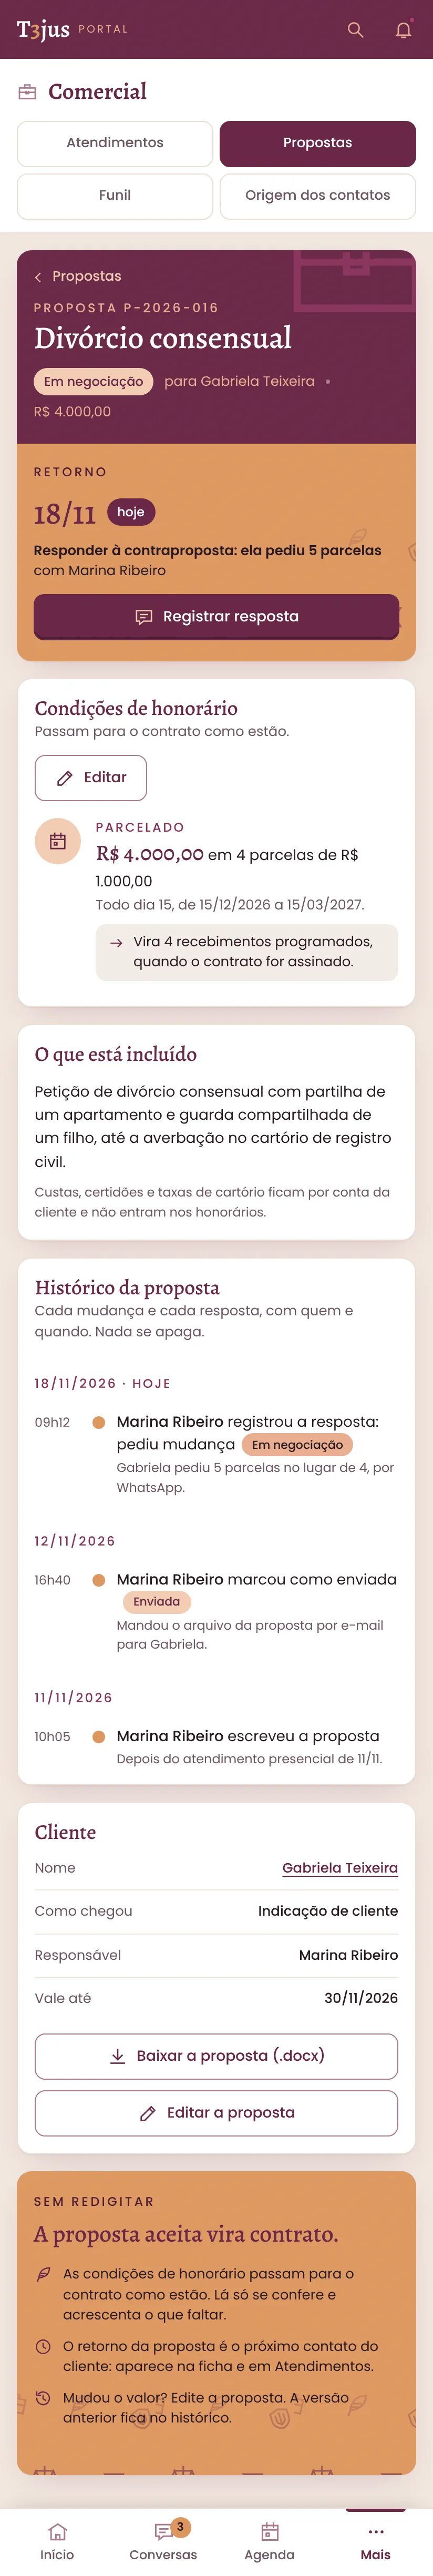 T3jus PORTAL
Comercial
Atendimentos
Propostas
Funil
Origem dos contatos
Propostas
PROPOSTA P-2026-016
Divórcio consensual
Em negociação para Gabriela Teixeira •
R$ 4.000,00
RETORNO
18/11 hoje
Responder à contraproposta: ela pediu 5 parcelas
com Marina Ribeiro
Registrar resposta
Condições de honorário
Passam para o contrato como estão.
Editar
PARCELADO
R$ 4.000,00 em 4 parcelas de R$
1.000,00
Todo dia 15, de 15/12/2026 a 15/03/2027.
→ Vira 4 recebimentos programados,
quando o contrato for assinado.
O que está incluído
Petição de divórcio consensual com partilha de
um apartamento e guarda compartilhada de
um filho, até a averbação no cartório de registro
civil.
Custas, certidões e taxas de cartório ficam por conta da
cliente e não entram nos honorários.
Histórico da proposta
Cada mudança e cada resposta, com quem e
quando. Nada se apaga.
18/11/2026 · HOJE
09h12 Marina Ribeiro registrou a resposta:
pediu mudança Em negociação
Gabriela pediu 5 parcelas no lugar de 4, por
WhatsApp.
12/11/2026
16h40 Marina Ribeiro marcou como enviada
Enviada
Mandou o arquivo da proposta por e-mail
para Gabriela.
11/11/2026
10h05 Marina Ribeiro escreveu a proposta
Depois do atendimento presencial de 11/11.
Cliente
Nome Gabriela Teixeira
Como chegou Indicação de cliente
Responsável Marina Ribeiro
Vale até 30/11/2026
Baixar a proposta (.docx)
Editar a proposta
SEM REDIGITAR
A proposta aceita vira contrato.
As condições de honorário passam para o
contrato como estão. Lá só se confere e
acrescenta o que faltar.
O retorno da proposta é o próximo contato do
cliente: aparece na ficha e em Atendimentos.
Mudou o valor? Edite a proposta. A versão
anterior fica no histórico.
3
Início
Conversas
Agenda
Mais